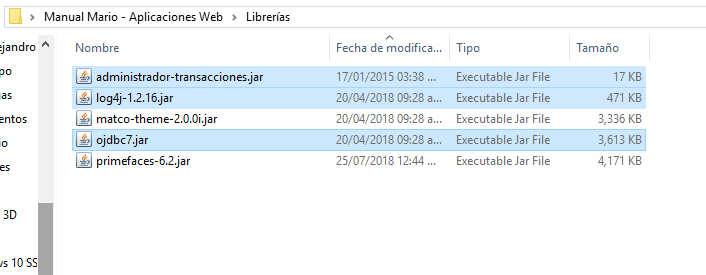 Manual Mario - Aplicaciones Web > Librerías
Nombre Fecha de modifica... Tipo Tamaño
administrador-transacciones.jar 17/01/2015 03:38 ... Executable Jar File 17 KB
log4j-1.2.16.jar 20/04/2018 09:28 a... Executable Jar File 471 KB
matco-theme-2.0.0i.jar 20/04/2018 09:28 a... Executable Jar File 3,336 KB
ojdbc7.jar 20/04/2018 09:28 a... Executable Jar File 3,613 KB
primefaces-6.2.jar 25/07/2018 12:44 ... Executable Jar File 4,171 KB
ejandro
po
gas
entos
io
es
3D
vs 10 SS